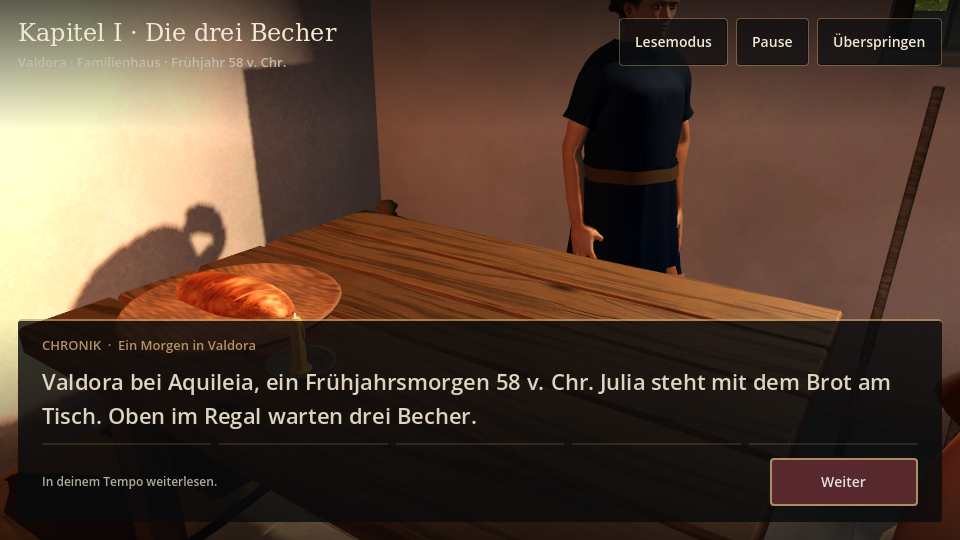 Kapitel I · Die drei Becher
Valdora · Familienhaus · Frühjahr 58 v. Chr.
Lesemodus
Pause
Überspringen
CHRONIK · Ein Morgen in Valdora
Valdora bei Aquileia, ein Frühjahrsmorgen 58 v. Chr. Julia steht mit dem Brot am
Tisch. Oben im Regal warten drei Becher.
In deinem Tempo weiterlesen.
Weiter